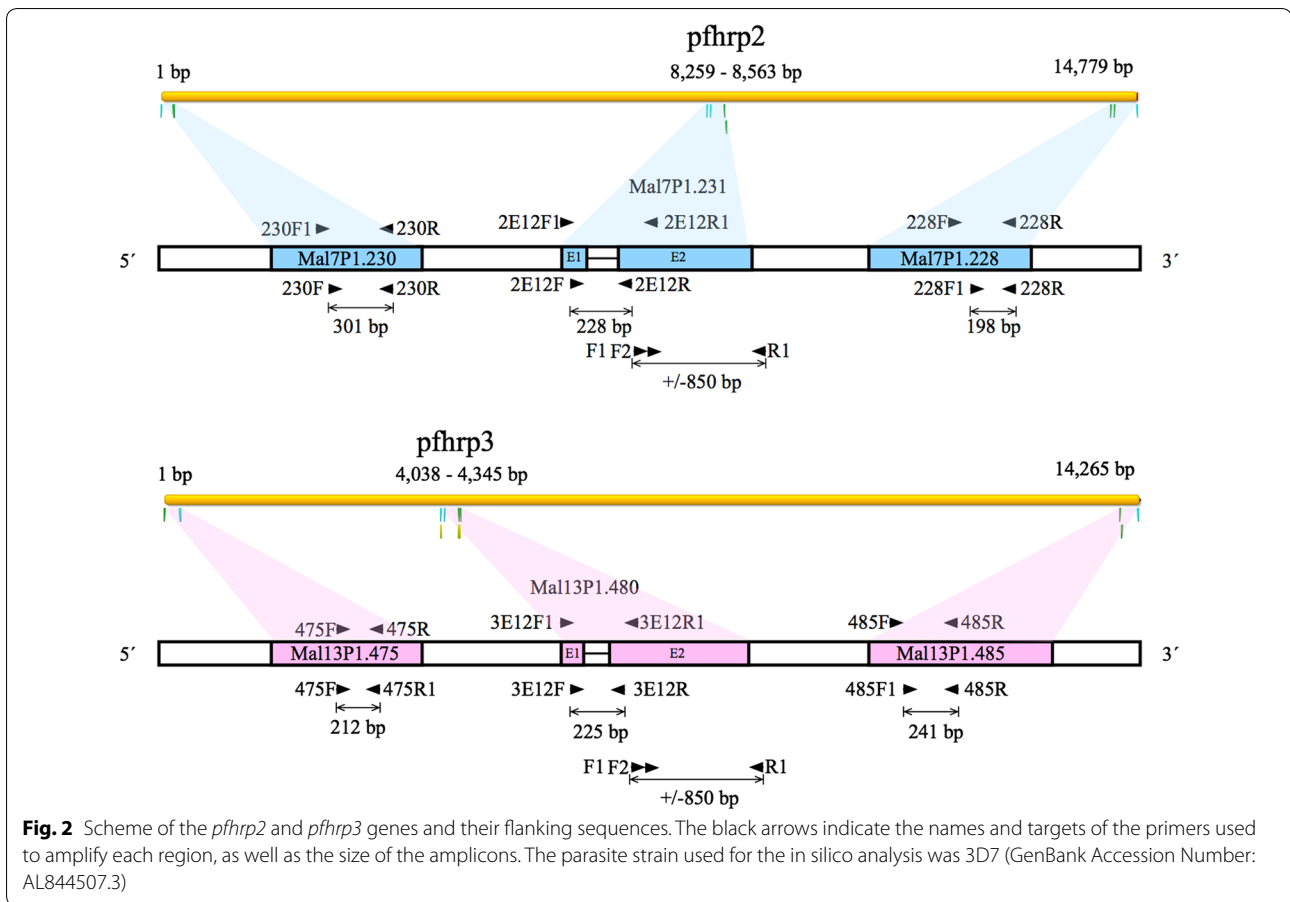 pfhrp2
1 bp 8,259 - 8,563 bp 14,779 bp
Mal7P1.231
230F1 230R 2E12F1 2E12R1 228F 228R
5´ Mal7P1.230 E1 E2 Mal7P1.228 3´
230F 230R 2E12F 2E12R 228F1 228R
301 bp 228 bp 198 bp
F1 F2 R1
+/-850 bp
pfhrp3
1 bp 4,038 - 4,345 bp 14,265 bp
Mal13P1.480
475F 475R 3E12F1 3E12R1 485F 485R
5´ Mal13P1.475 E1 E2 Mal13P1.485 3´
475F 475R1 3E12F 3E12R 485F1 485R
212 bp 225 bp 241 bp
F1 F2 R1
+/-850 bp
Fig. 2 Scheme of the pfhrp2 and pfhrp3 genes and their flanking sequences. The black arrows indicate the names and targets of the primers used
to amplify each region, as well as the size of the amplicons. The parasite strain used for the in silico analysis was 3D7 (GenBank Accession Number:
AL844507.3)